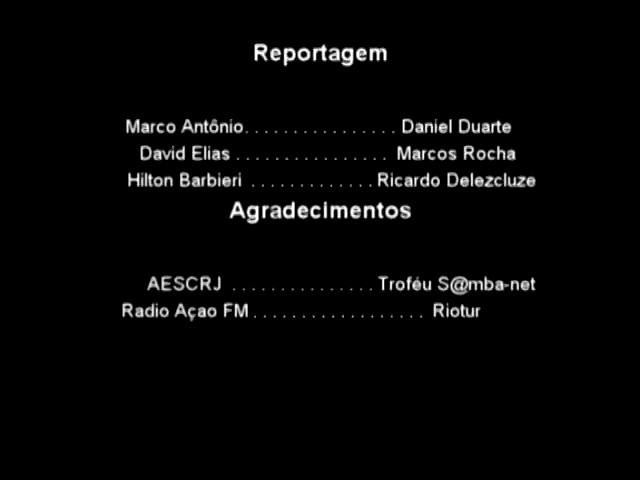 Reportagem
Marco Antônio. . . . . . . . . . . . . . . . Daniel Duarte
David Elias . . . . . . . . . . . . . . . . Marcos Rocha
Hilton Barbieri . . . . . . . . . . . . . Ricardo Delezcluze
Agradecimentos
AESCRJ . . . . . . . . . . . . . . . Troféu S@mba-net
Radio Açao FM . . . . . . . . . . . . . . . . . . Riotur